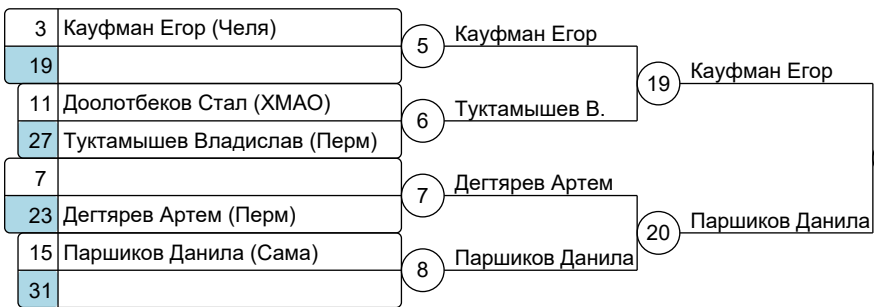 3 Кауфман Егор (Челя)
19
11 Доолотбеков Стал (ХМАО)
27 Туктамышев Владислав (Перм)
7
23 Дегтярев Артем (Перм)
15 Паршиков Данила (Сама)
31
5 Кауфман Егор
6 Туктамышев В.
7 Дегтярев Артем
8 Паршиков Данила
19 Кауфман Егор
20 Паршиков Данила